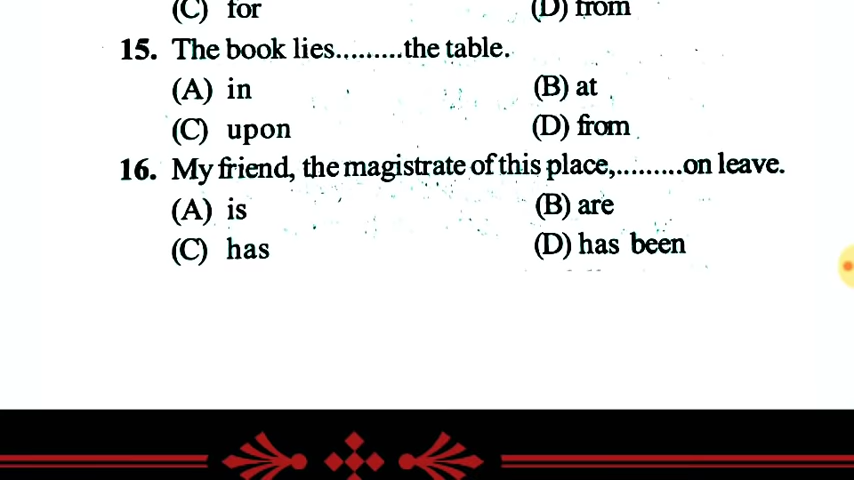 (C) for (D) from
15. The book lies.........the table.
(A) in (B) at
(C) upon (D) from
16. My friend, the magistrate of this place,.........on leave.
(A) is (B) are
(C) has (D) has been